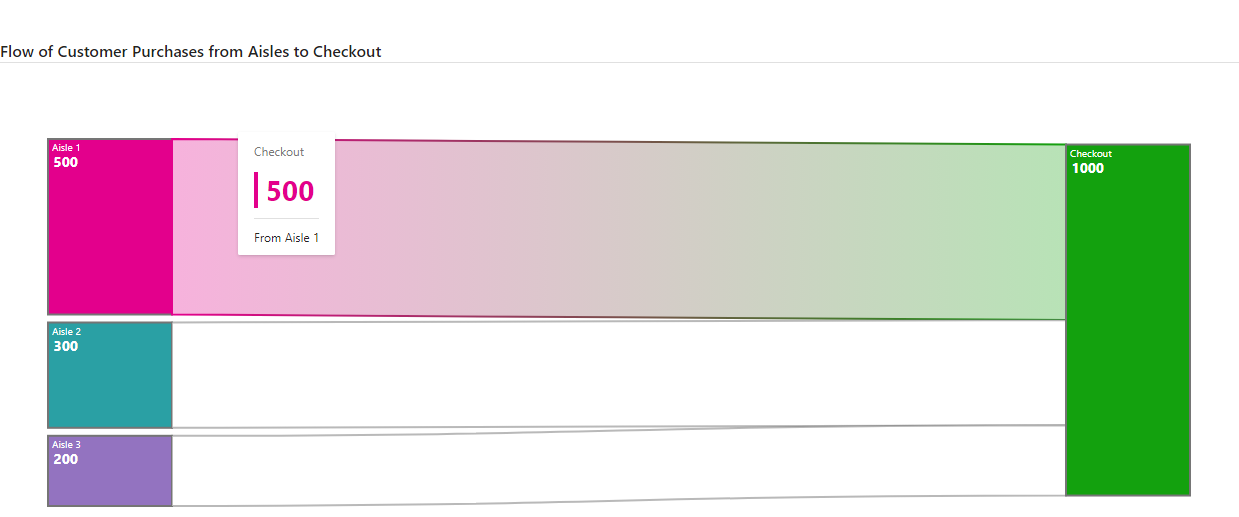 Flow of Customer Purchases from Aisles to Checkout
Aisle 1
500
Checkout
500
From Aisle 1
Checkout
1000
Aisle 2
300
Aisle 3
200